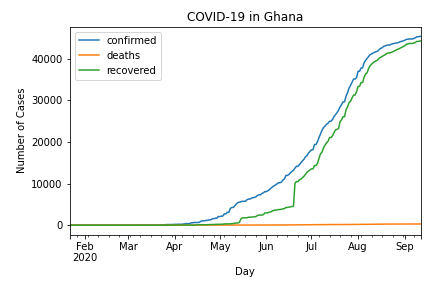 COVID-19 in Ghana
confirmed
deaths
recovered
Number of Cases
40000
30000
20000
10000
0
Feb Mar Apr May Jun Jul Aug Sep
2020
Day